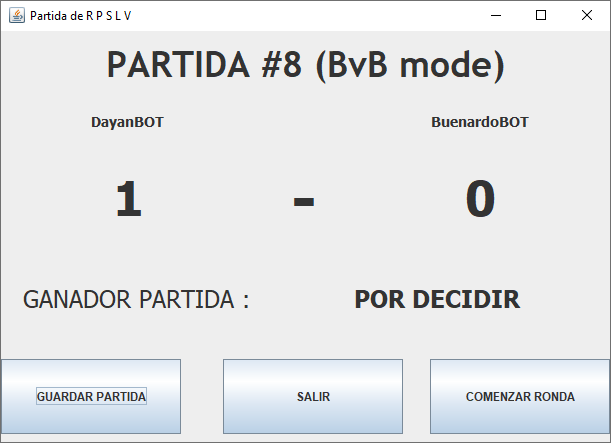 Partida de R P S L V
PARTIDA #8 (BvB mode)
DayanBOT BuenardoBOT
1 - 0
GANADOR PARTIDA : POR DECIDIR
GUARDAR PARTIDA SALIR COMENZAR RONDA